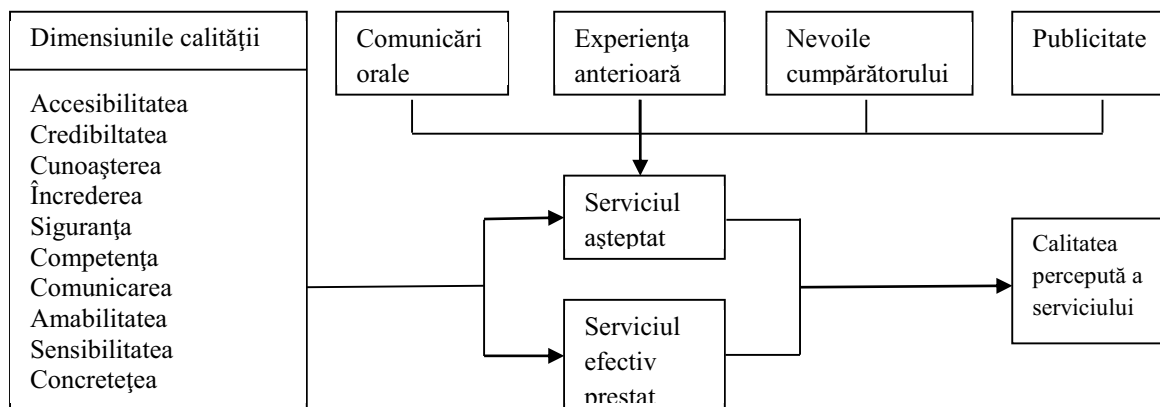 Dimensiunile calităţii
Accesibilitatea
Credibiltatea
Cunoaşterea
Încrederea
Siguranţa
Competenţa
Comunicarea
Amabilitatea
Sensibilitatea
Concreteţea
Comunicări
orale
Experienţa
anterioară
Nevoile
cumpărătorului
Publicitate
Serviciul
aşteptat
Serviciul
efectiv
prestat
Calitatea
percepută a
serviciului